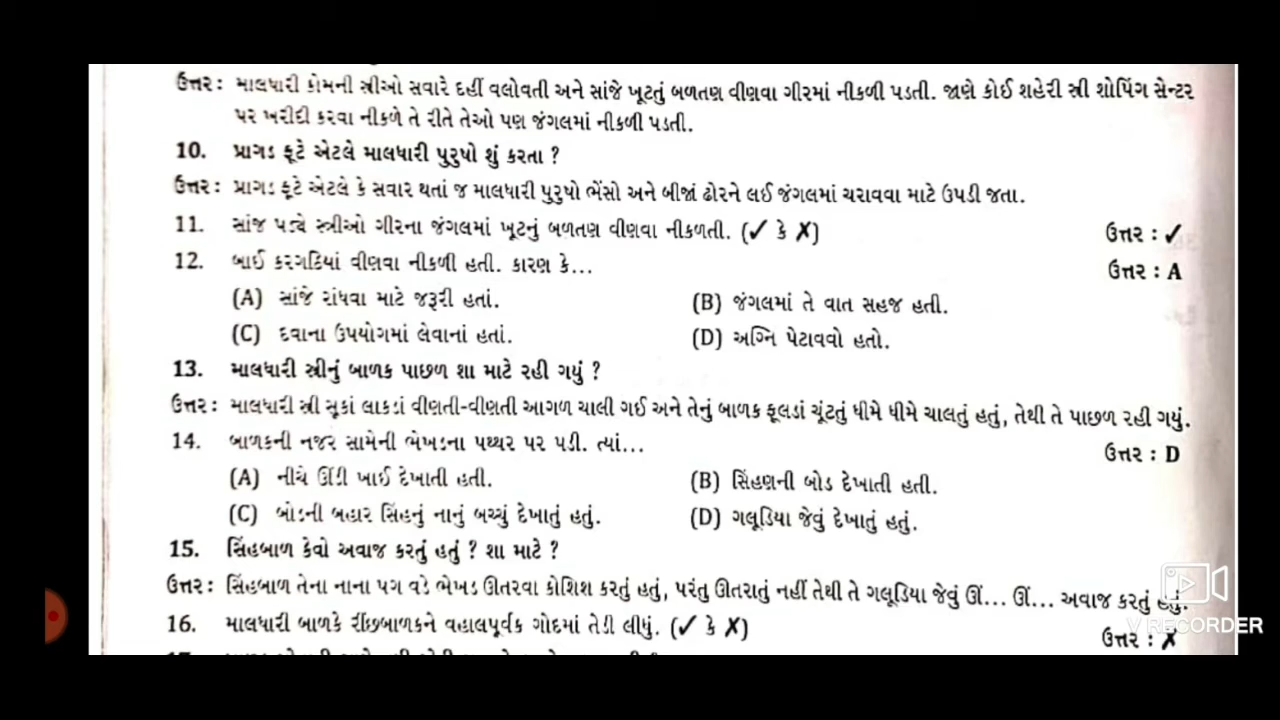 ઉત્તર : માલધારી કોમની સ્ત્રીઓ સવારે દહીં વલોવતી અને સાંજે ખૂટતું બળતણ વીણવા ગીરમાં નીકળી પડતી. જાણે કોઈ શહેરી સ્ત્રી શોપિંગ સેન્ટર
પર ખરીદી કરવા નીકળે તે રીતે તેઓ પણ જંગલમાં નીકળી પડતી.
10. પ્રાગડ ફૂટે એટલે માલધારી પુરુષો શું કરતા ?
ઉત્તર : પ્રાગડ ફૂટે એટલે કે સવાર થતાં જ માલધારી પુરુષો ભેંસો અને બીજાં ઢોરને લઈ જંગલમાં ચરાવવા માટે ઉપડી જતા.
11. સાંજ પડ્યે સ્ત્રીઓ ગીરના જંગલમાં ખૂટનું બળતણ વીણવા નીકળતી. (✓ કે ✗) ઉત્તર : ✓
12. બાઈ કરગઠિયાં વીણવા નીકળી હતી. કારણ કે... ઉત્તર : A
(A) સાંજે રાંધવા માટે જરૂરી હતાં. (B) જંગલમાં તે વાત સહજ હતી.
(C) દવાના ઉપયોગમાં લેવાનાં હતાં. (D) અગ્નિ પેટાવવો હતો.
13. માલધારી સ્ત્રીનું બાળક પાછળ શા માટે રહી ગયું ?
ઉત્તર : માલધારી સ્ત્રી સૂકાં લાકડાં વીણતી-વીણતી આગળ ચાલી ગઈ અને તેનું બાળક ફૂલડાં ચૂંટતું ધીમે ધીમે ચાલતું હતું, તેથી તે પાછળ રહી ગયું.
14. બાળકની નજર સામેની ભેખડના પથ્થર પર પડી. ત્યાં... ઉત્તર : D
(A) નીચે ઊંડી ખાઈ દેખાતી હતી. (B) સિંહણની બોડ દેખાતી હતી.
(C) બોડની બહાર સિંહનું નાનું બચ્ચું દેખાતું હતું. (D) ગલૂડિયા જેવું દેખાતું હતું.
15. સિંહબાળ કેવો અવાજ કરતું હતું ? શા માટે ?
ઉત્તર : સિંહબાળ તેના નાના પગ વડે ભેખડ ઊતરવા કોશિશ કરતું હતું, પરંતુ ઊતરાતું નહીં તેથી તે ગલૂડિયા જેવું ઊં... ઊં... અવાજ કરતું હતું.
16. માલધારી બાળકે રીંછબાળકને વહાલપૂર્વક ગોદમાં તેડી લીધું. (✓ કે ✗) ઉત્તર : ✗
V RECORDER